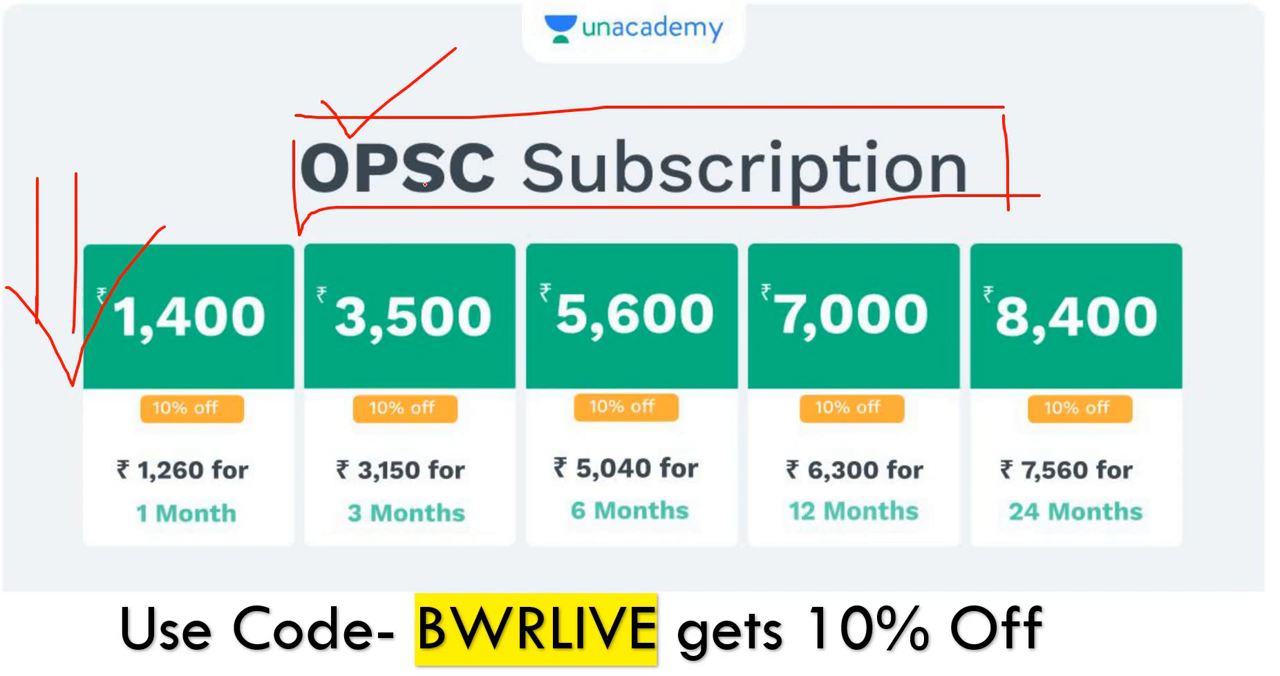 unacademy
OPSC Subscription
₹1,400 ₹3,500 ₹5,600 ₹7,000 ₹8,400
10% off 10% off 10% off 10% off 10% off
₹ 1,260 for ₹ 3,150 for ₹ 5,040 for ₹ 6,300 for ₹ 7,560 for
1 Month 3 Months 6 Months 12 Months 24 Months
Use Code- BWRLIVE gets 10% Off